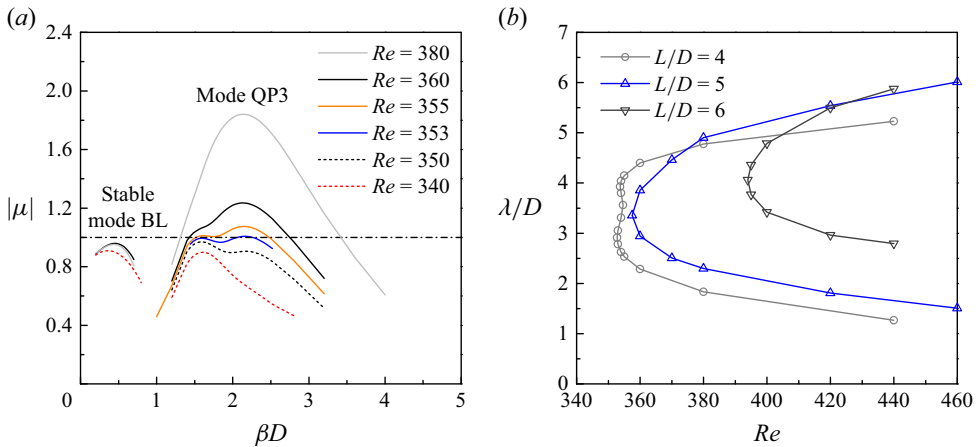 (a)
2.4
2.0
1.6
1.2
0.8
0.4
0
|μ|
Re = 380
Re = 360
Re = 355
Re = 353
Re = 350
Re = 340
Mode QP3
Stable
mode BL
1 2 3 4 5
βD
(b)
7
6
5
4
3
2
1
0
λ/D
L/D = 4
L/D = 5
L/D = 6
340 360 380 400 420 440 460
Re